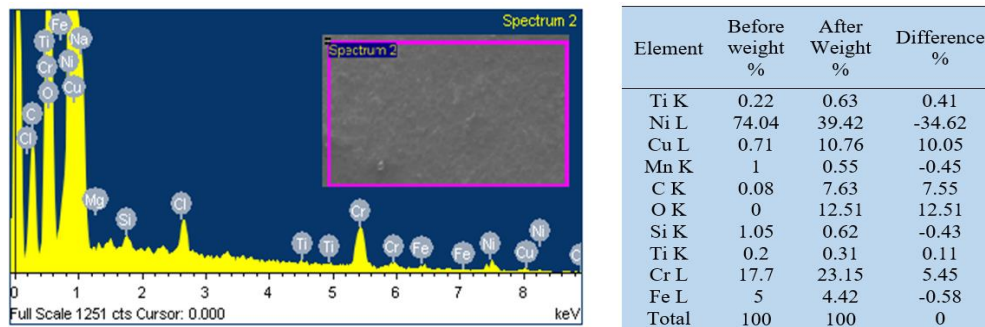 Spectrum 2
Spectrum 2
Fe
Ti
Na
Cr
Ni
O
Cu
C
Cl
Mg
Si
Cl
Ti
Ti
Cr
Cr
Fe
Fe
Ni
Cu
Ni
0 1 2 3 4 5 6 7 8
Full Scale 1251 cts Cursor: 0.000 keV
Element Before weight % After Weight % Difference %
Ti K 0.22 0.63 0.41
Ni L 74.04 39.42 -34.62
Cu L 0.71 10.76 10.05
Mn K 1 0.55 -0.45
C K 0.08 7.63 7.55
O K 0 12.51 12.51
Si K 1.05 0.62 -0.43
Ti K 0.2 0.31 0.11
Cr L 17.7 23.15 5.45
Fe L 5 4.42 -0.58
Total 100 100 0